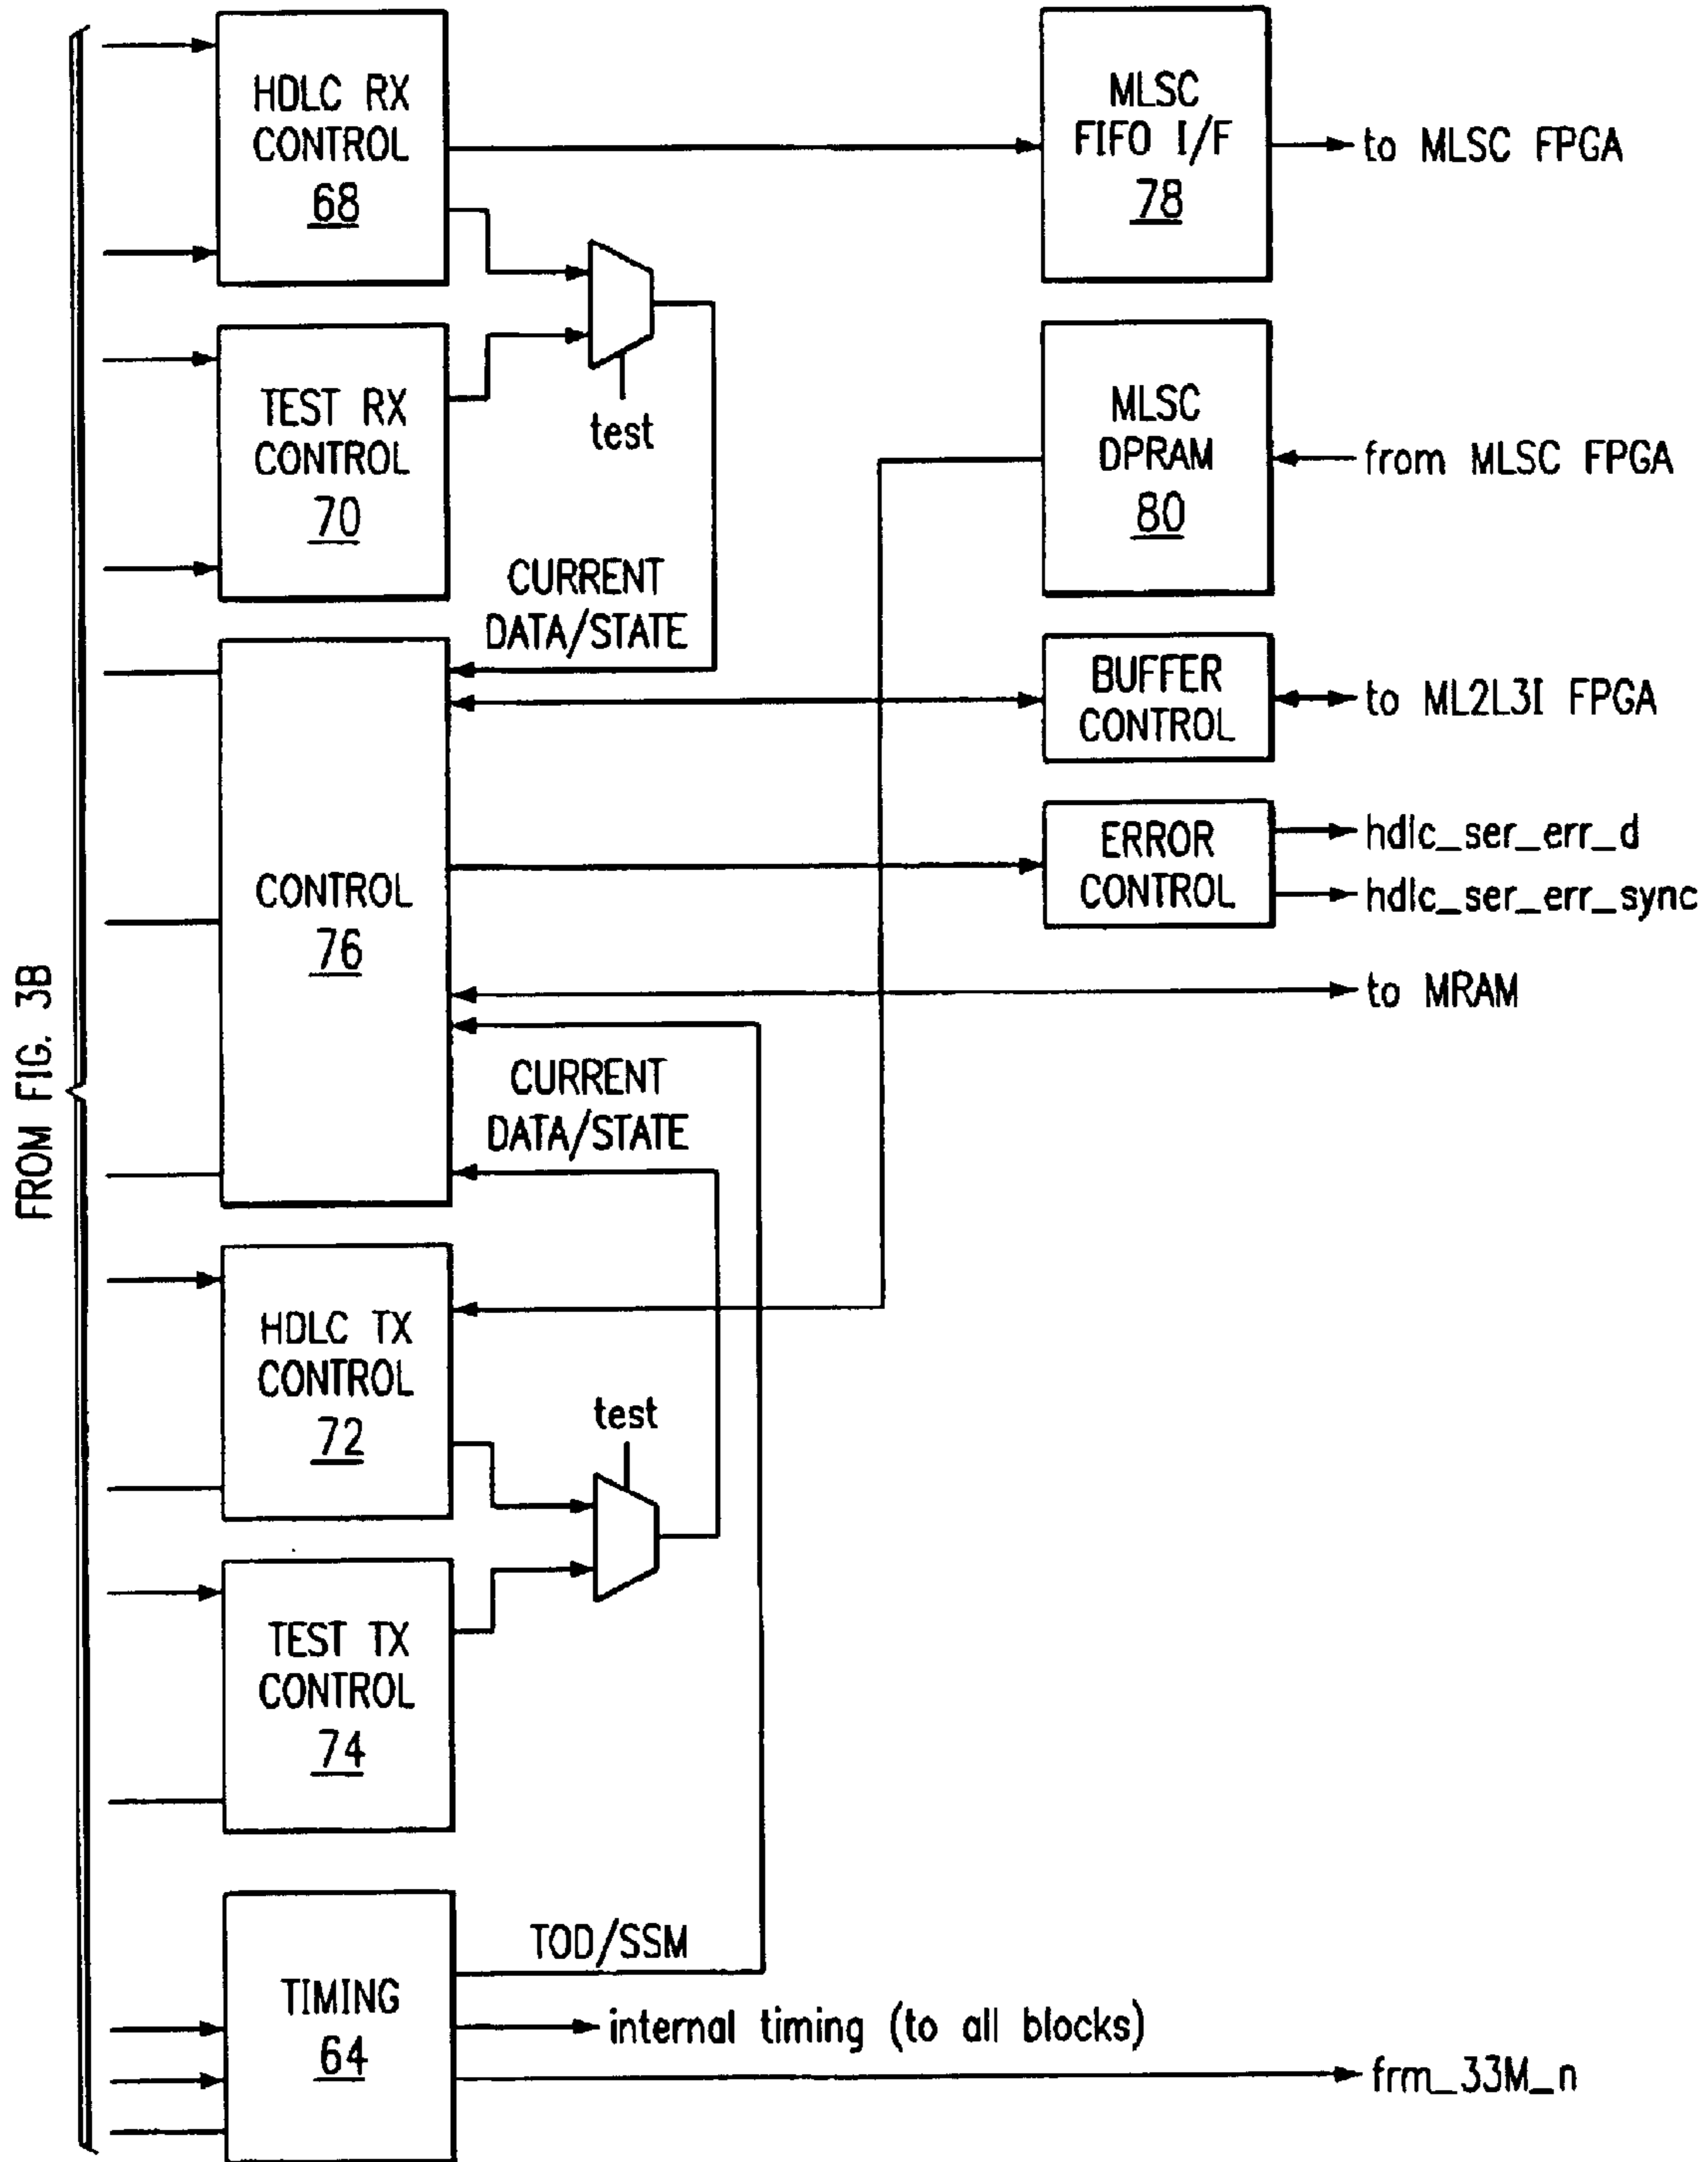 HDLC RX
CONTROL
68
MLSC
FIFO I/F
78
to MLSC FPGA
TEST RX
CONTROL
70
test
MLSC
DPRAM
80
from MLSC FPGA
CURRENT
DATA/STATE
CONTROL
76
BUFFER
CONTROL
to ML2L3I FPGA
ERROR
CONTROL
hdlc_ser_err_d
hdlc_ser_err_sync
to MRAM
FROM FIG. 3B
CURRENT
DATA/STATE
HDLC TX
CONTROL
72
test
TEST TX
CONTROL
74
TIMING
64
TOD/SSM
internal timing (to all blocks)
frm_33M_n